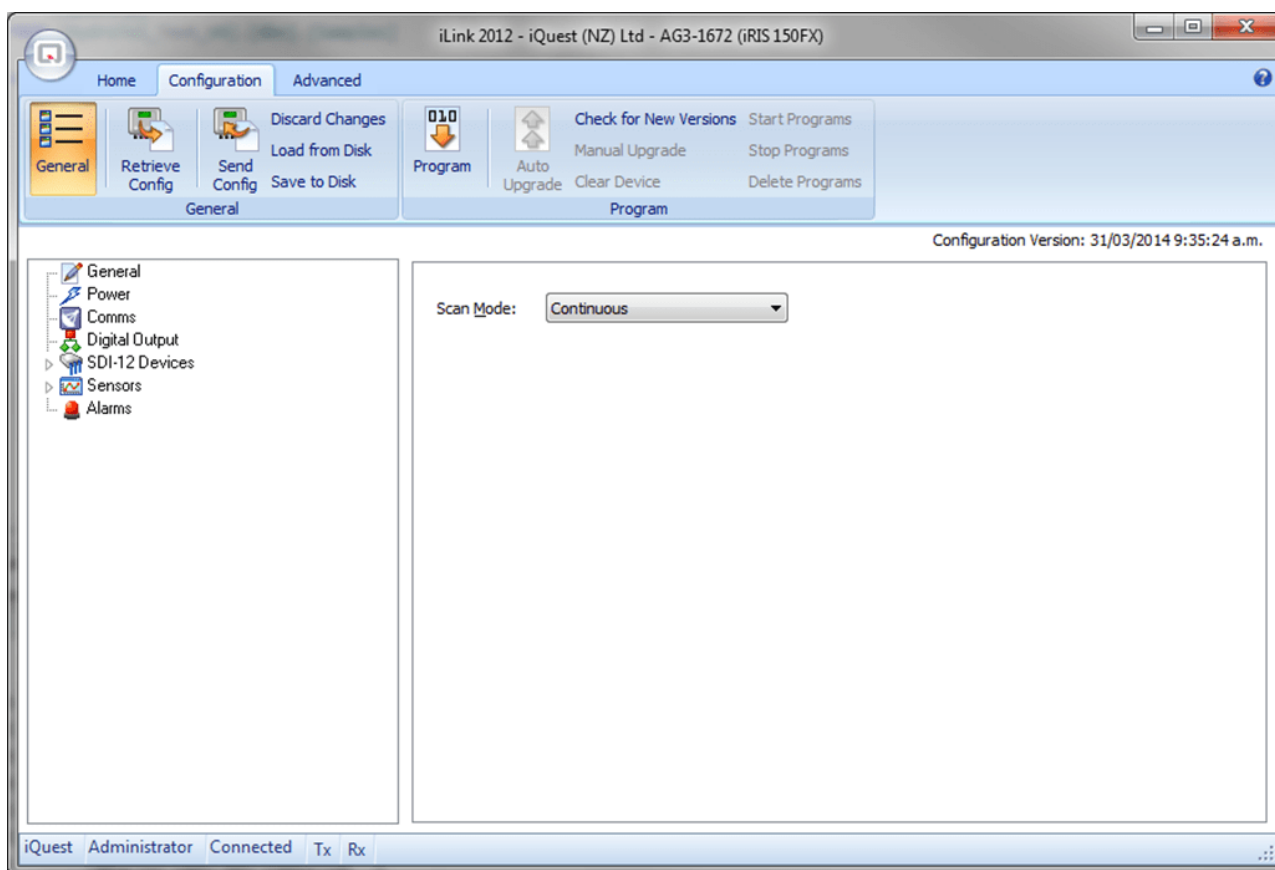 iLink 2012 - iQuest (NZ) Ltd - AG3-1672 (iRIS 150FX)
Home Configuration Advanced
General
Retrieve Config
Send Config
Discard Changes
Load from Disk
Save to Disk
General
010
Program
Auto Upgrade
Check for New Versions
Manual Upgrade
Clear Device
Start Programs
Stop Programs
Delete Programs
Program
Configuration Version: 31/03/2014 9:35:24 a.m.
General
Power
Comms
Digital Output
SDI-12 Devices
Sensors
Alarms
Scan Mode: Continuous
iQuest Administrator Connected Tx Rx